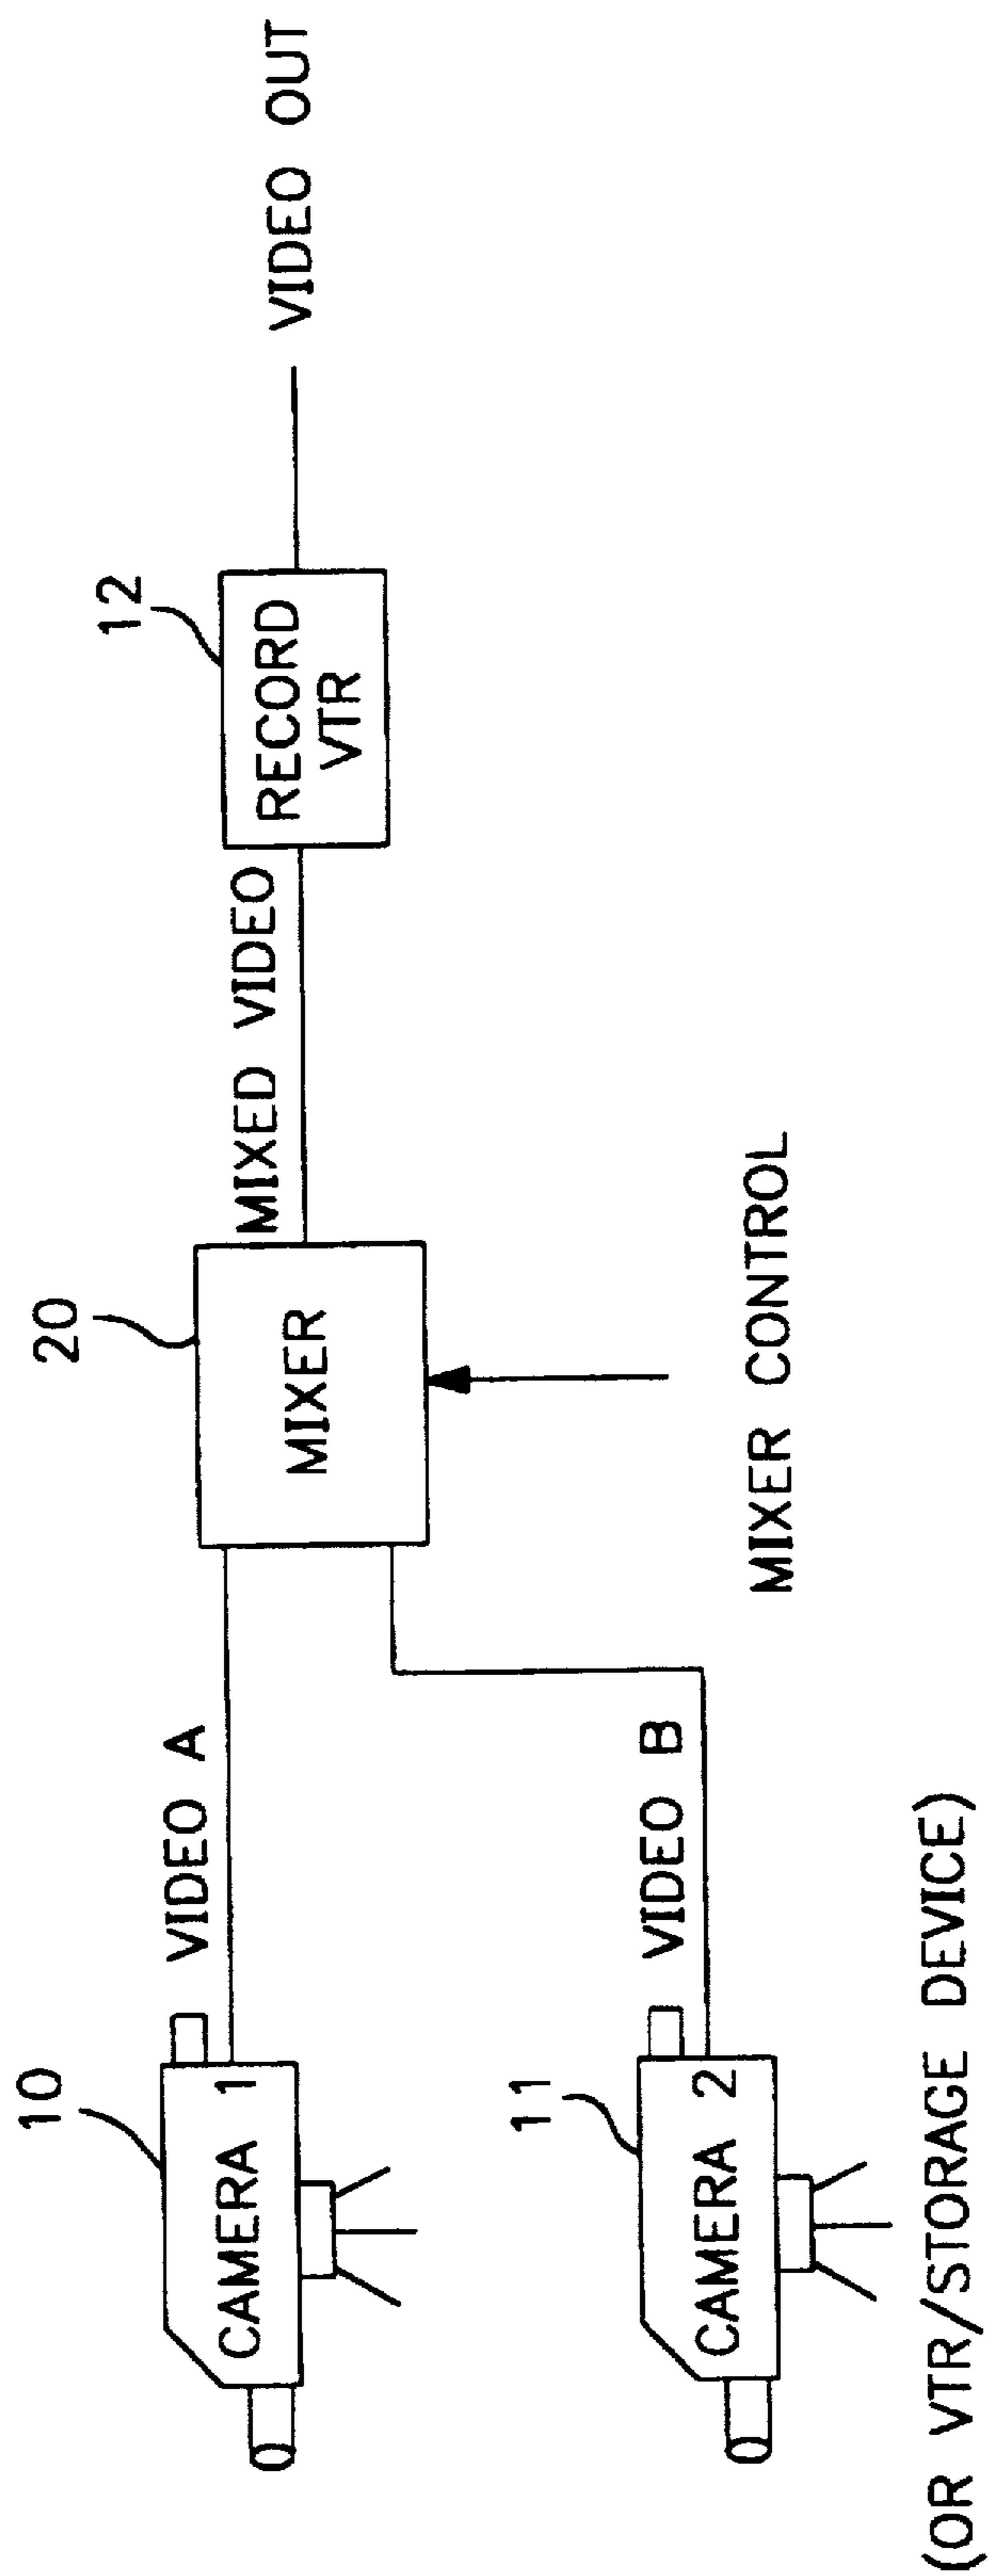 10
CAMERA 1
VIDEO A
20
MIXER
MIXED VIDEO
12
RECORD
VTR
VIDEO OUT
11
CAMERA 2
VIDEO B
MIXER CONTROL
(OR VTR/STORAGE DEVICE)